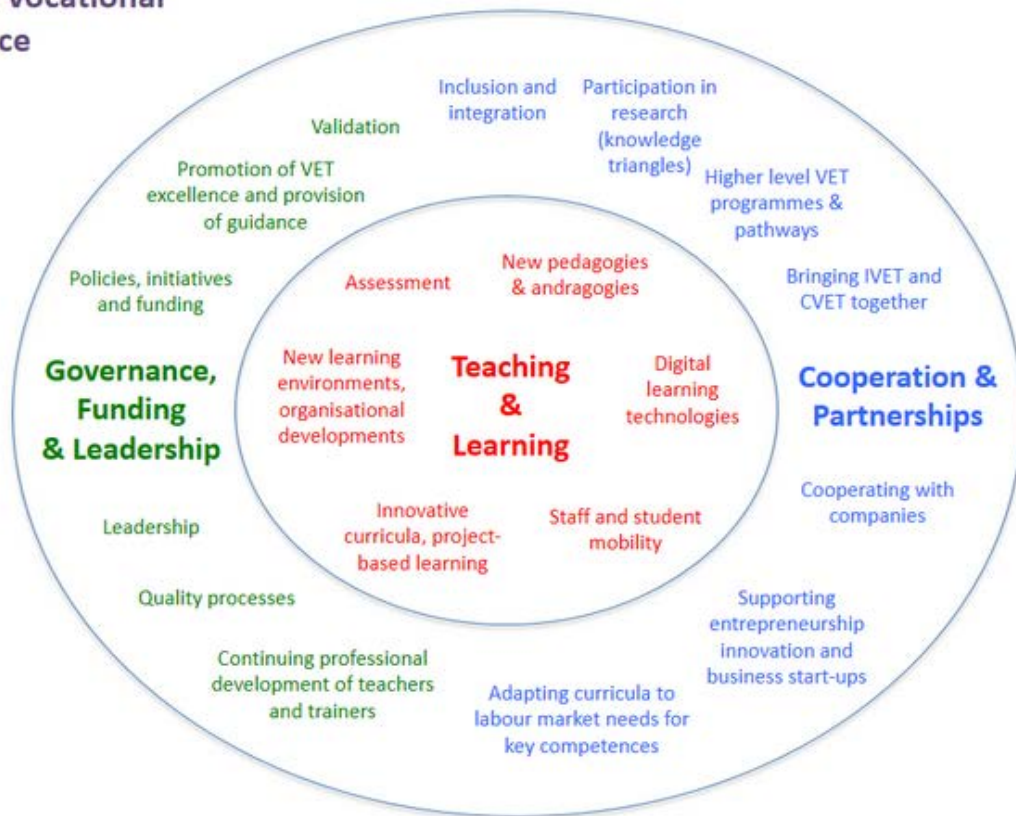 vocational
Inclusion and
integration
Participation in
research
(knowledge
triangles)
Validation
Promotion of VET
excellence and provision
of guidance
Higher level VET
programmes &
pathways
Policies, initiatives
and funding
Bringing IVET and
CVET together
Assessment
New pedagogies
& andragogies
Governance,
Funding
& Leadership
New learning
environments,
organisational
developments
Teaching
&
Learning
Digital
learning
technologies
Cooperation &
Partnerships
Leadership
Innovative
curricula, project-
based learning
Staff and student
mobility
Cooperating with
companies
Quality processes
Continuing professional
development of teachers
and trainers
Adapting curricula to
labour market needs for
key competences
Supporting
entrepreneurship
innovation and
business start-ups